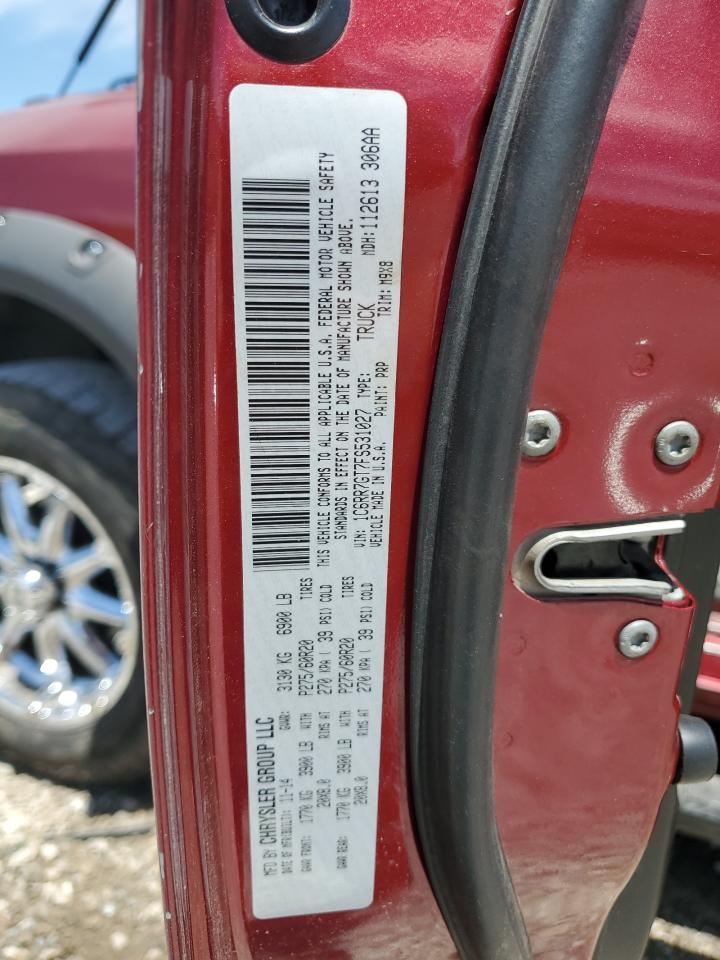 MFD BY CHRYSLER GROUP LLC
DATE OF MFR(BUILT): 11-14 GVWR: 3130 KG 6900 LB
GAWR FRONT: 1770 KG 3900 LB WITH P275/60R20 TIRES
20X8.0 RIMS AT 270 KPA ( 39 PSI) COLD
GAWR REAR: 1770 KG 3900 LB WITH P275/60R20 TIRES
20X8.0 RIMS AT 270 KPA ( 39 PSI) COLD
THIS VEHICLE CONFORMS TO ALL APPLICABLE U.S.A. FEDERAL MOTOR VEHICLE SAFETY
STANDARDS IN EFFECT ON THE DATE OF MANUFACTURE SHOWN ABOVE.
VIN: 1C6RR7GT7FS531027 TYPE: TRUCK MDH:112613 306AA
VEHICLE MADE IN U.S.A. PAINT: PRP TRIM: M9X8